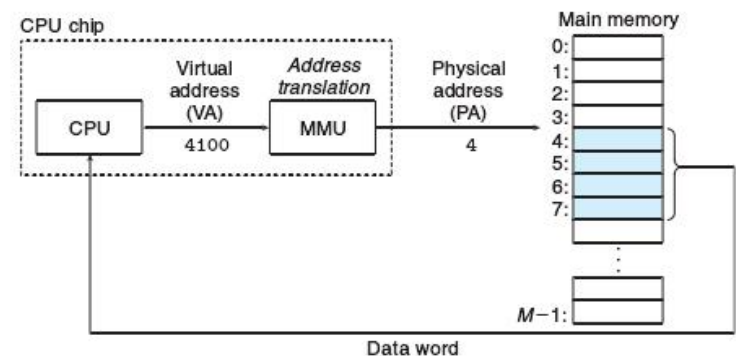 CPU chip
Main memory
Virtual
address
(VA)
4100
Address
translation
Physical
address
(PA)
4
CPU
MMU
0:
1:
2:
3:
4:
5:
6:
7:
M−1:
Data word